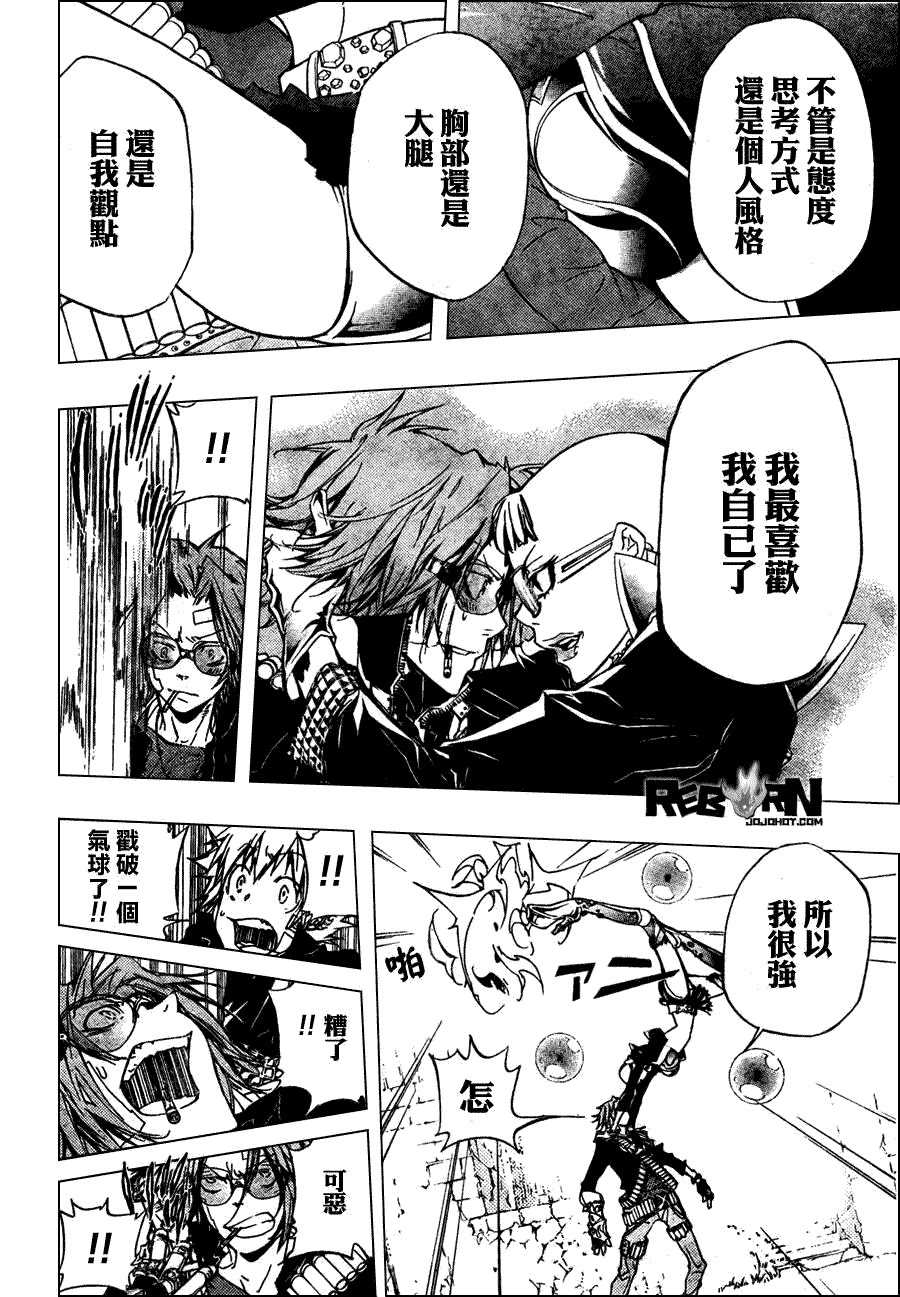 不管是態度
思考方式
還是個人風格
胸部還是
大腿
還是
自我觀點
我最喜歡
我自已了
!!
REBORN
JOJOHOT.COM
所以
我很強
啪
アン
怎
!!
戳破一個
氣球了!!
糟了
!!
可惡
!!